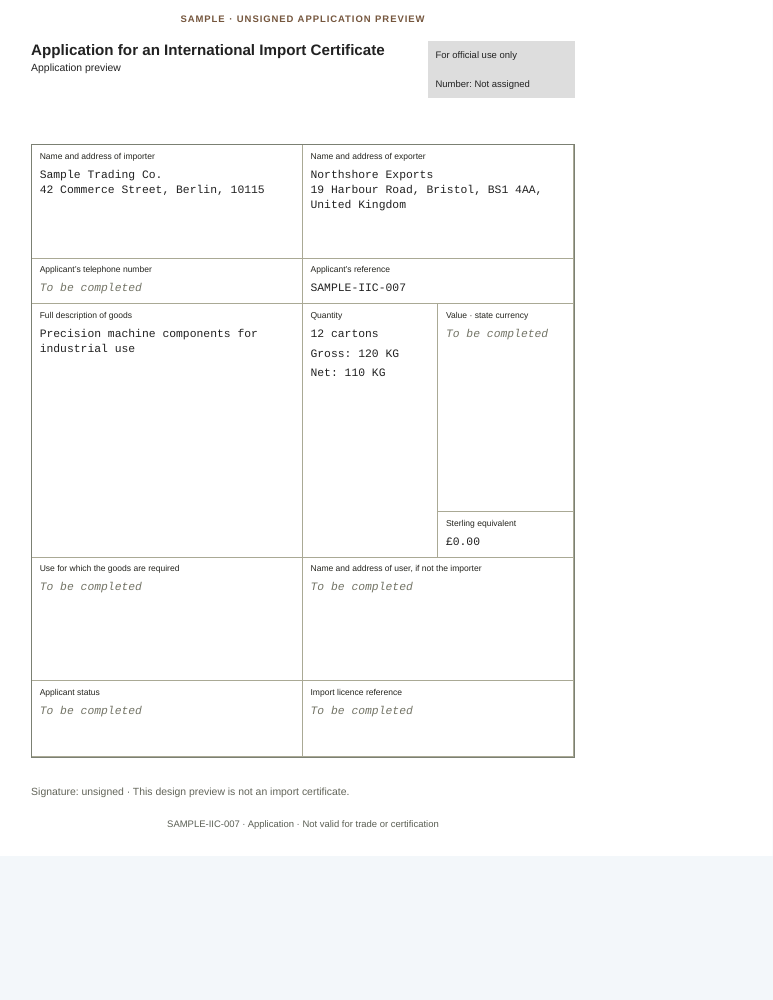 SAMPLE · UNSIGNED APPLICATION PREVIEW
Application for an International Import Certificate
Application preview
For official use only
Number: Not assigned
Name and address of importer
Sample Trading Co.
42 Commerce Street, Berlin, 10115
Name and address of exporter
Northshore Exports
19 Harbour Road, Bristol, BS1 4AA,
United Kingdom
Applicant's telephone number
To be completed
Applicant's reference
SAMPLE-IIC-007
Full description of goods
Precision machine components for
industrial use
Quantity
12 cartons
Gross: 120 KG
Net: 110 KG
Value · state currency
To be completed
Sterling equivalent
£0.00
Use for which the goods are required
To be completed
Name and address of user, if not the importer
To be completed
Applicant status
To be completed
Import licence reference
To be completed
Signature: unsigned · This design preview is not an import certificate.
SAMPLE-IIC-007 · Application · Not valid for trade or certification